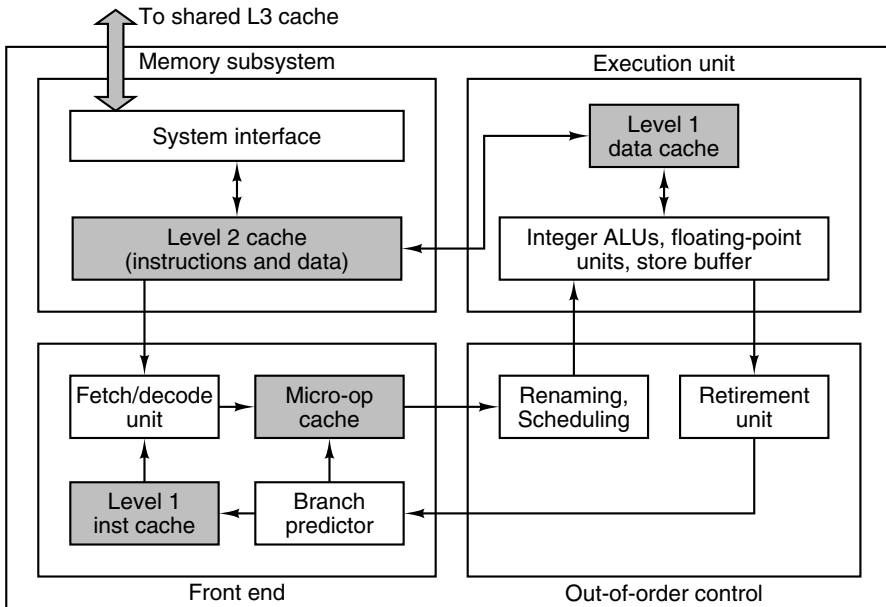 To shared L3 cache
Memory subsystem
Execution unit
System interface
Level 1
data cache
Level 2 cache
(instructions and data)
Integer ALUs, floating-point
units, store buffer
Fetch/decode
unit
Micro-op
cache
Renaming,
Scheduling
Retirement
unit
Level 1
inst cache
Branch
predictor
Front end
Out-of-order control